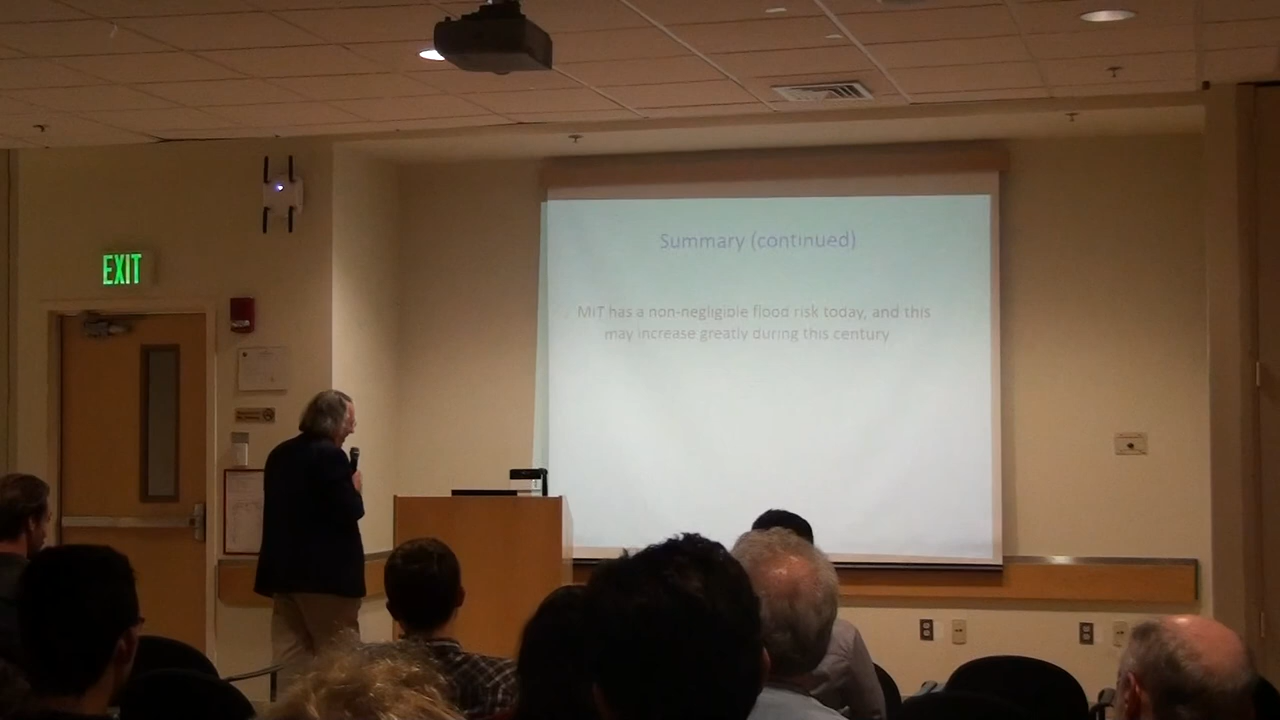 EXIT
Summary (continued)
MIT has a non-negligible flood risk today, and this
may increase greatly during this century